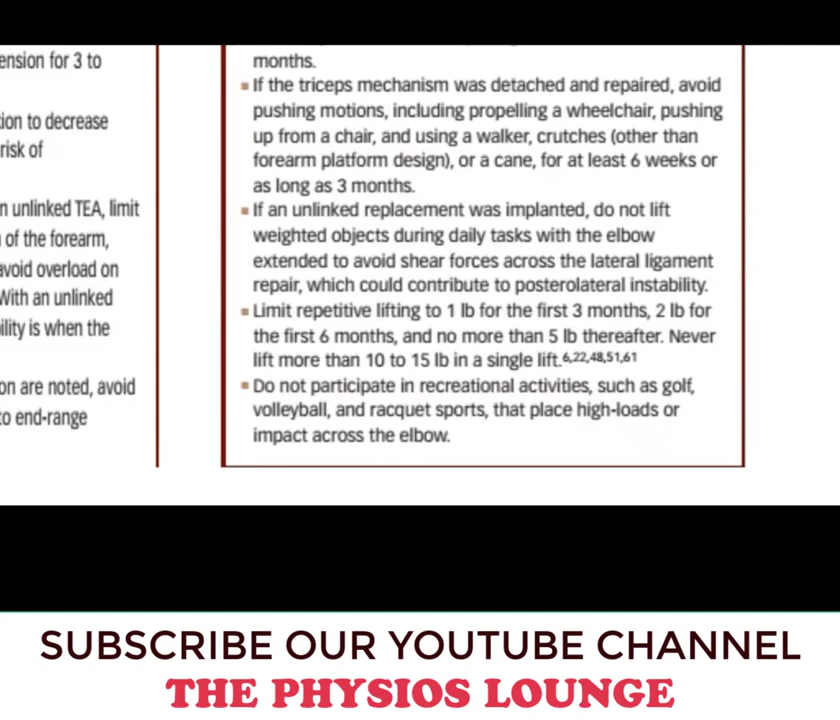 ension for 3 to
ion to decrease
risk of
n unlinked TEA, limit
of the forearm,
avoid overload on
With an unlinked
ility is when the
on are noted, avoid
to end-range
months.
▪ If the triceps mechanism was detached and repaired, avoid
pushing motions, including propelling a wheelchair, pushing
up from a chair, and using a walker, crutches (other than
forearm platform design), or a cane, for at least 6 weeks or
as long as 3 months.
▪ If an unlinked replacement was implanted, do not lift
weighted objects during daily tasks with the elbow
extended to avoid shear forces across the lateral ligament
repair, which could contribute to posterolateral instability.
▪ Limit repetitive lifting to 1 lb for the first 3 months, 2 lb for
the first 6 months, and no more than 5 lb thereafter. Never
lift more than 10 to 15 lb in a single lift.6,22,48,51,61
▪ Do not participate in recreational activities, such as golf,
volleyball, and racquet sports, that place high-loads or
impact across the elbow.
SUBSCRIBE OUR YOUTUBE CHANNEL
THE PHYSIOS LOUNGE